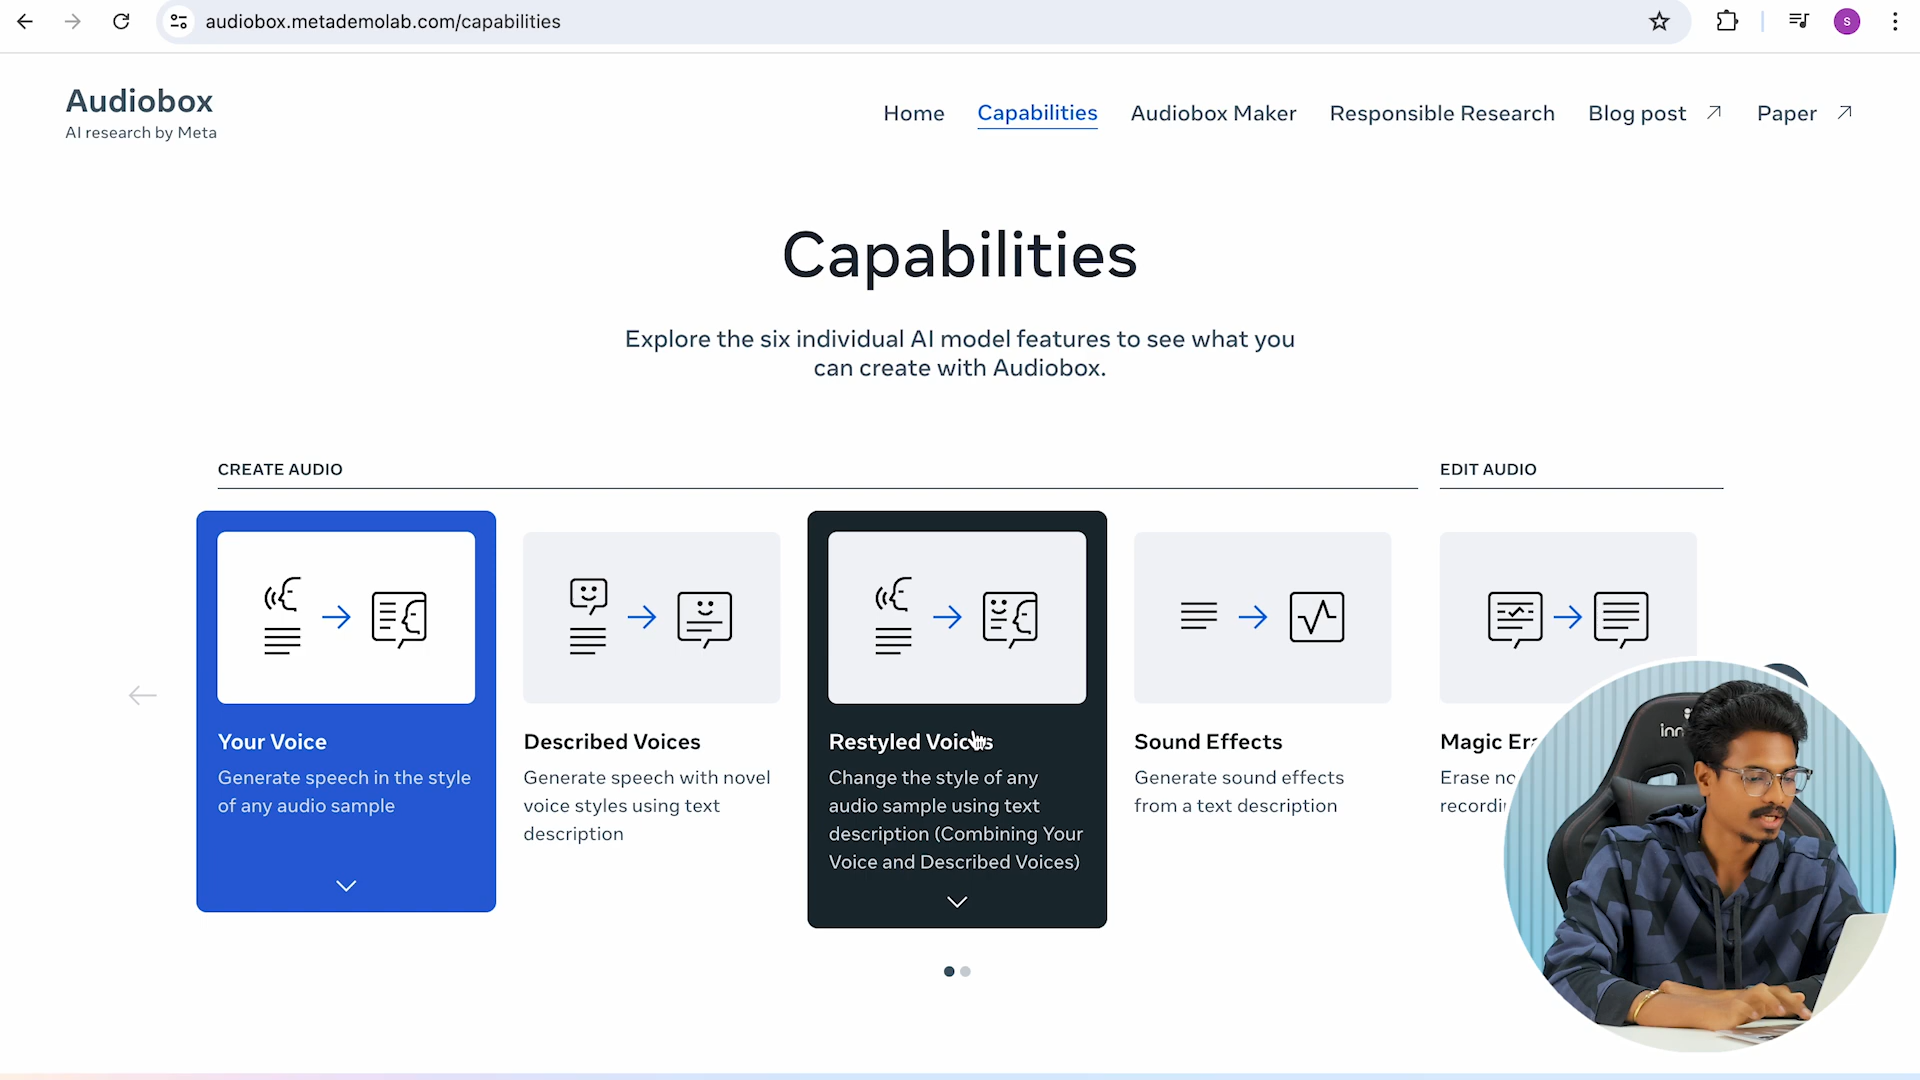 audiobox.metademolab.com/capabilities
S
Audiobox
AI research by Meta
Home
Capabilities
Audiobox Maker
Responsible Research
Blog post
Paper
Capabilities
Explore the six individual AI model features to see what you
can create with Audiobox.
CREATE AUDIO
EDIT AUDIO
Your Voice
Generate speech in the style
of any audio sample
Described Voices
Generate speech with novel
voice styles using text
description
Restyled Voices
Change the style of any
audio sample using text
description (Combining Your
Voice and Described Voices)
Sound Effects
Generate sound effects
from a text description
Magic
Erase